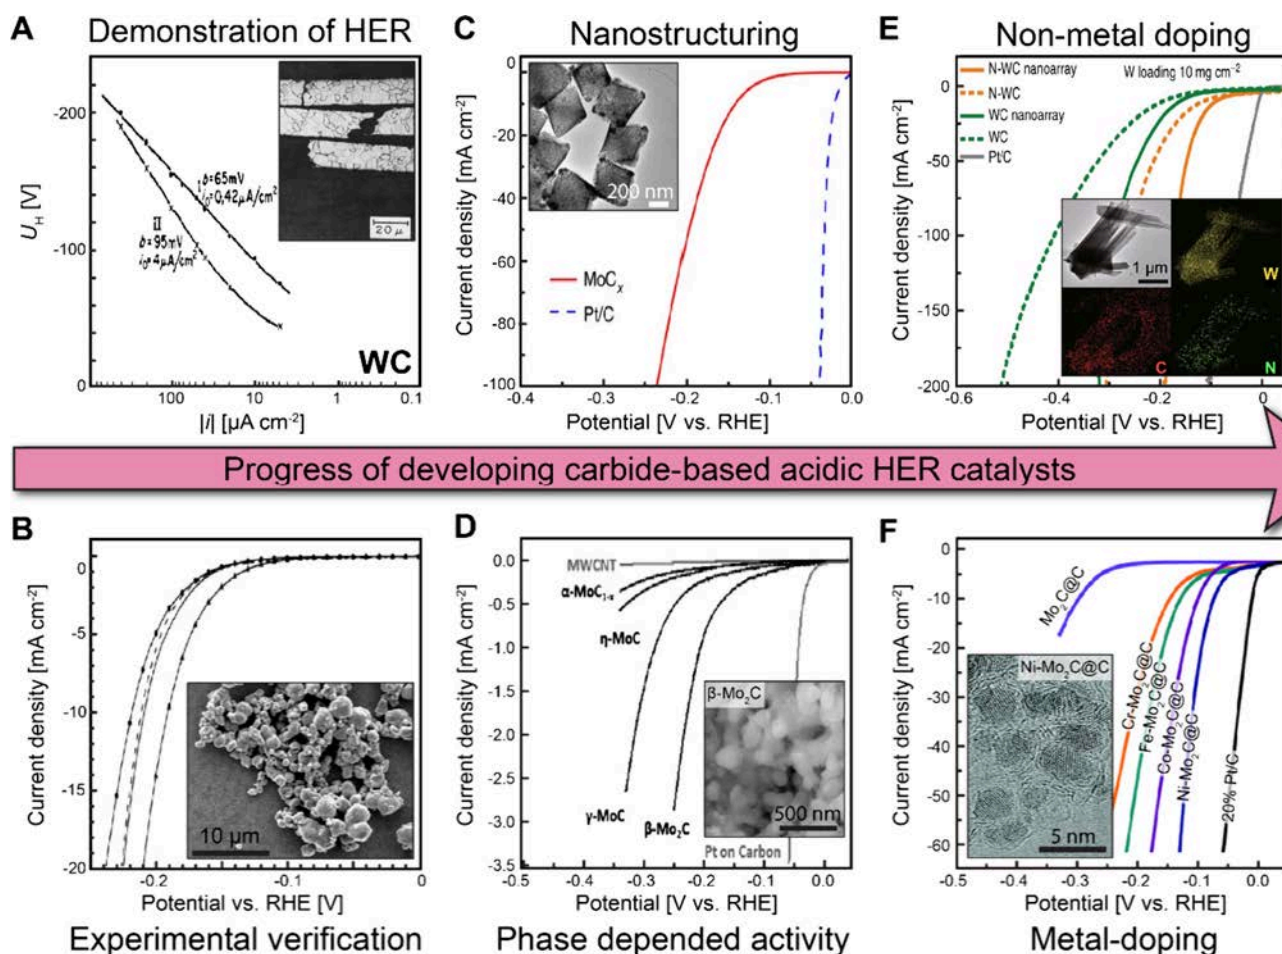 A
Demonstration of HER
-200
-100
0
U_H [V]
I
b=65mV
i₀=0,42μA/cm²
II
b=95mV
i₀=4μA/cm²
20 μ
WC
100
10
1
0.1
|i| [μA cm⁻²]
C
Nanostructuring
0
-20
-40
-60
-80
-100
Current density [mA cm⁻²]
200 nm
MoCₓ
Pt/C
-0.4
-0.3
-0.2
-0.1
0.0
Potential [V vs. RHE]
E
Non-metal doping
0
-50
-100
-150
-200
Current density [mA cm⁻²]
N-WC nanoarray
N-WC
WC nanoarray
WC
Pt/C
W loading 10 mg cm⁻²
1 μm
W
C
N
-0.6
-0.4
-0.2
0
Potential [V vs. RHE]
Progress of developing carbide-based acidic HER catalysts
B
0
-5
-10
-15
-20
Current density [mA cm⁻²]
10 μm
-0.2
-0.1
0
Potential vs. RHE [V]
Experimental verification
D
0.0
-0.5
-1.0
-1.5
-2.0
-2.5
-3.0
-3.5
Current density [mA cm⁻²]
MWCNT
α-MoC₁₋ₓ
η-MoC
γ-MoC
β-Mo₂C
β-Mo₂C
500 nm
Pt on Carbon
-0.5
-0.4
-0.3
-0.2
-0.1
0.0
Potential [V vs. RHE]
Phase depended activity
F
0
-10
-20
-30
-40
-50
-60
Current density [mA cm⁻²]
Mo₂C@C
Ni-Mo₂C@C
Cr-Mo₂C@C
Fe-Mo₂C@C
Co-Mo₂C@C
Ni-Mo₂C@C
20% Pt/C
5 nm
-0.4
-0.3
-0.2
-0.1
0.0
Potential [V vs. RHE]
Metal-doping